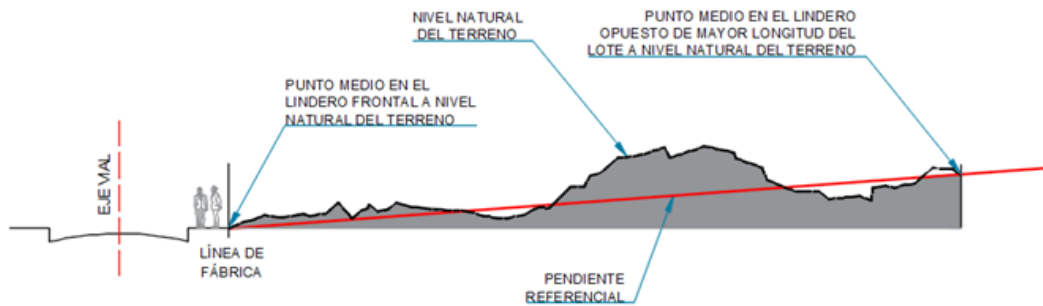 NIVEL NATURAL
DEL TERRENO
PUNTO MEDIO EN EL LINDERO
OPUESTO DE MAYOR LONGITUD DEL
LOTE A NIVEL NATURAL DEL TERRENO
PUNTO MEDIO EN EL
LINDERO FRONTAL A NIVEL
NATURAL DEL TERRENO
EJE VIAL
LÍNEA DE
FÁBRICA
PENDIENTE
REFERENCIAL